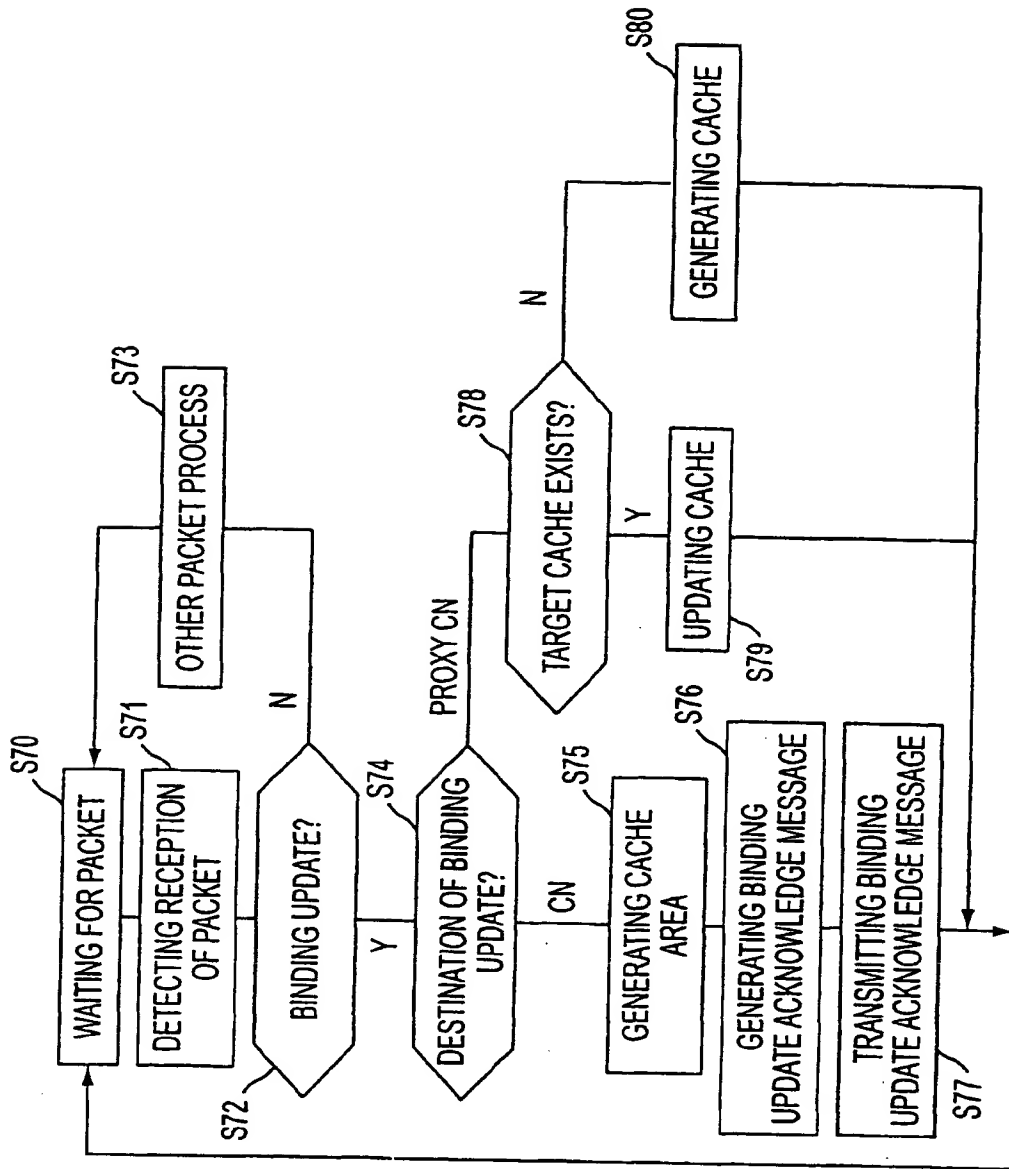 S70
WAITING FOR PACKET
S71
DETECTING RECEPTION
OF PACKET
S72
BINDING UPDATE?
N
Y
S73
OTHER PACKET PROCESS
S74
DESTINATION OF BINDING
UPDATE?
PROXY CN
CN
S75
GENERATING CACHE
AREA
S76
GENERATING BINDING
UPDATE ACKNOWLEDGE MESSAGE
TRANSMITTING BINDING
UPDATE ACKNOWLEDGE MESSAGE
S77
S78
TARGET CACHE EXISTS?
N
Y
UPDATING CACHE
S79
S80
GENERATING CACHE